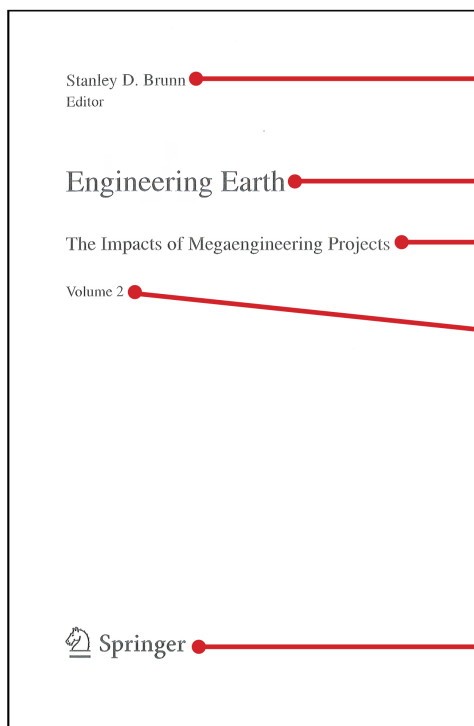 Stanley D. Brunn
Editor
Engineering Earth
The Impacts of Megaengineering Projects
Volume 2
Springer